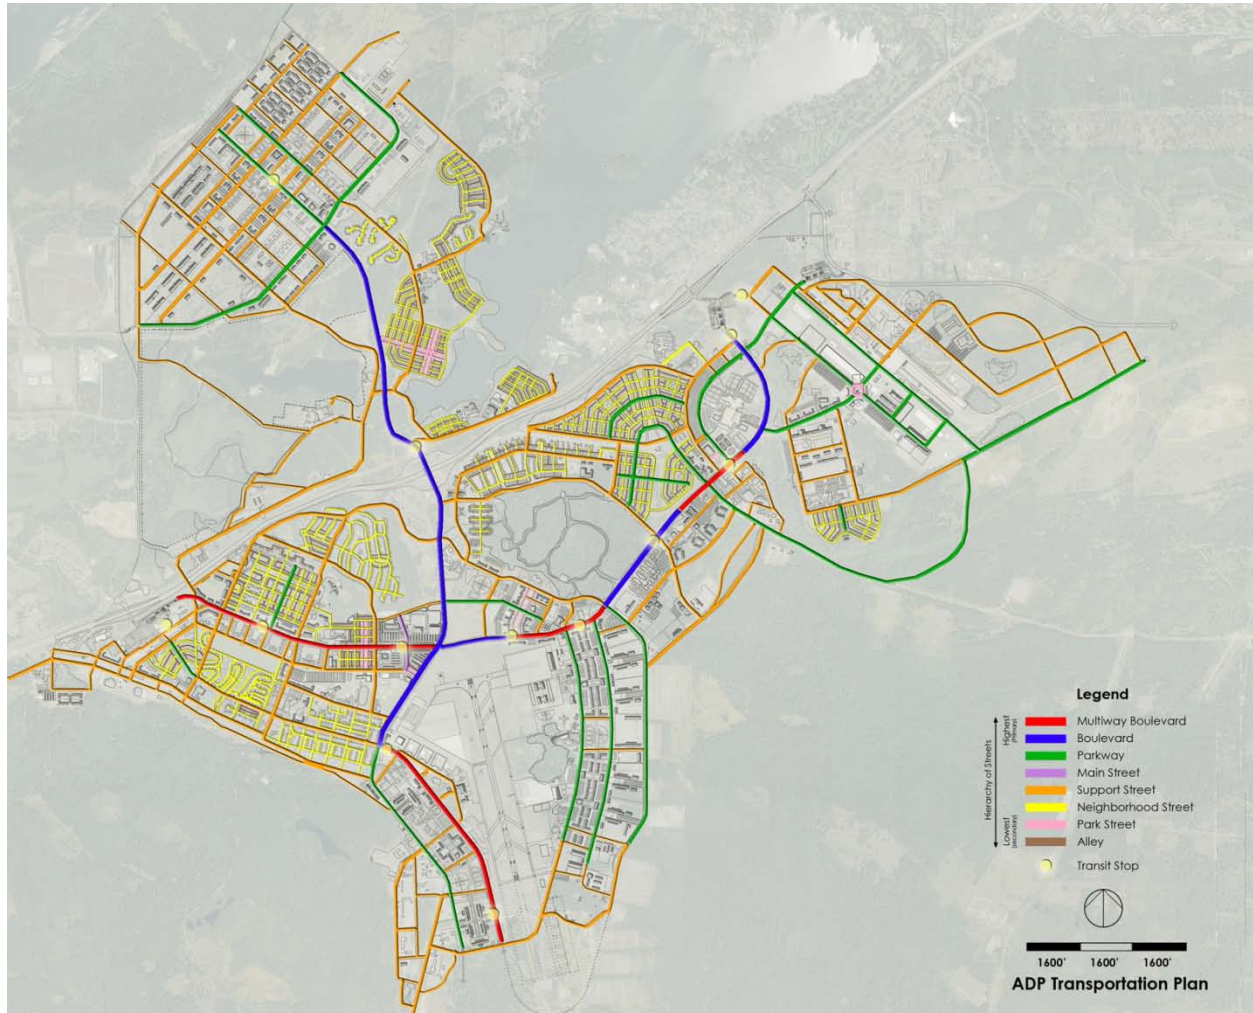 Legend
Highest
(Primary)
Hierarchy of Streets
Lowest
(secondary)
Multiway Boulevard
Boulevard
Parkway
Main Street
Support Street
Neighborhood Street
Park Street
Alley
Transit Stop
1600' 1600' 1600'
ADP Transportation Plan